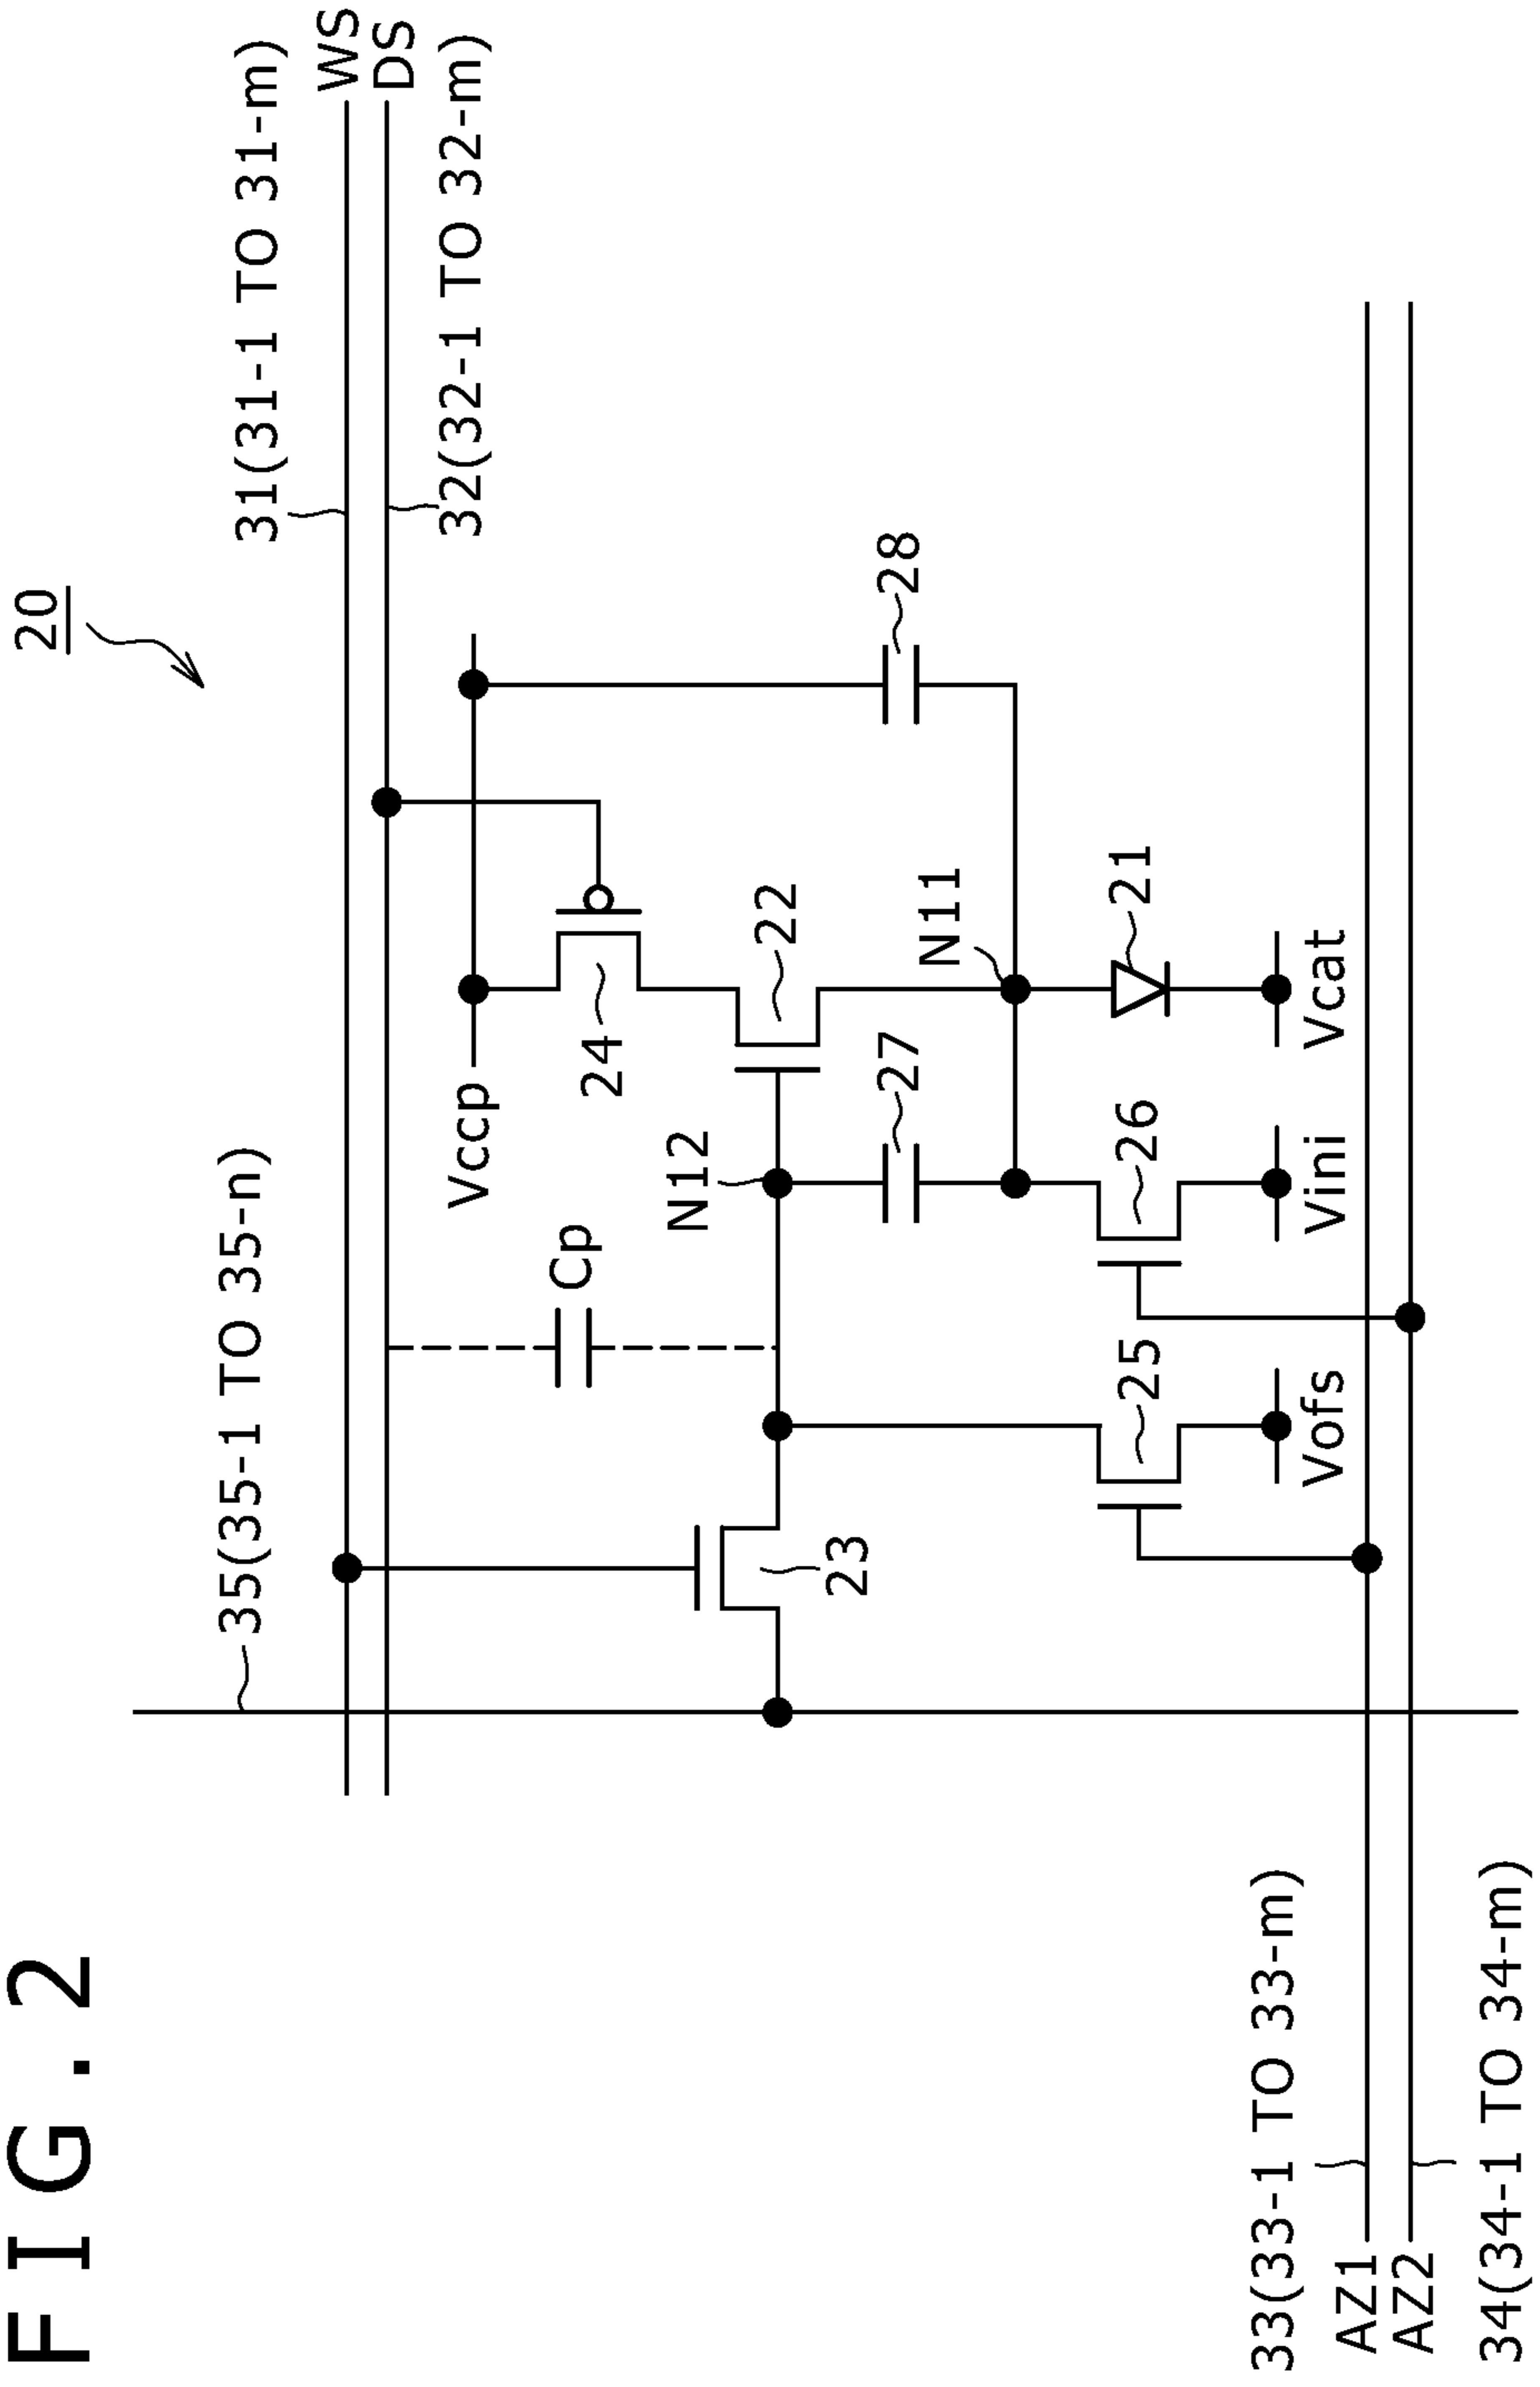 FIG.2
20
35(35-1 TO 35-n)
31(31-1 TO 31-m)
WS
DS
32(32-1 TO 32-m)
Vccp
Cp
24
N12
22
23
27
28
N11
25
26
21
Vofs
Vini
Vcat
33(33-1 TO 33-m)
AZ1
AZ2
34(34-1 TO 34-m)